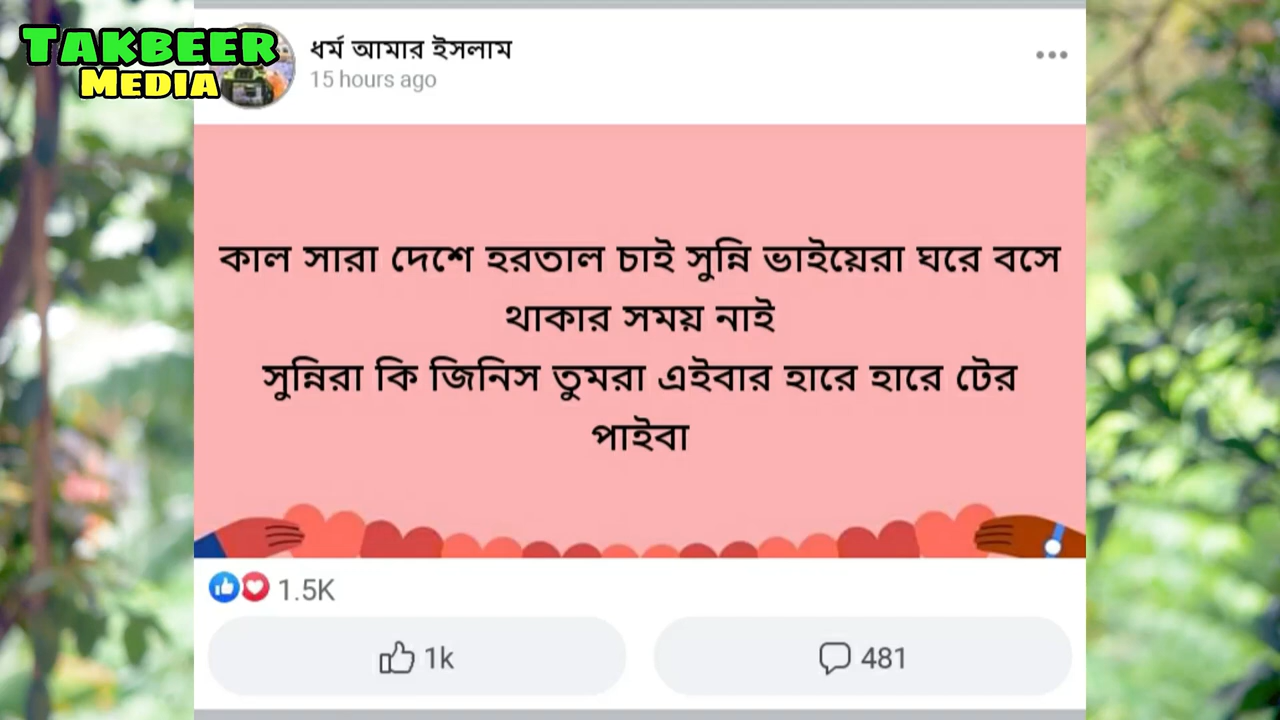 TAKBEER
MEDIA
ধর্ম আমার ইসলাম
15 hours ago
কাল সারা দেশে হরতাল চাই সুন্নি ভাইয়েরা ঘরে বসে
থাকার সময় নাই
সুন্নিরা কি জিনিস তুমরা এইবার হারে হারে টের
পাইবা
1.5K
1k
481